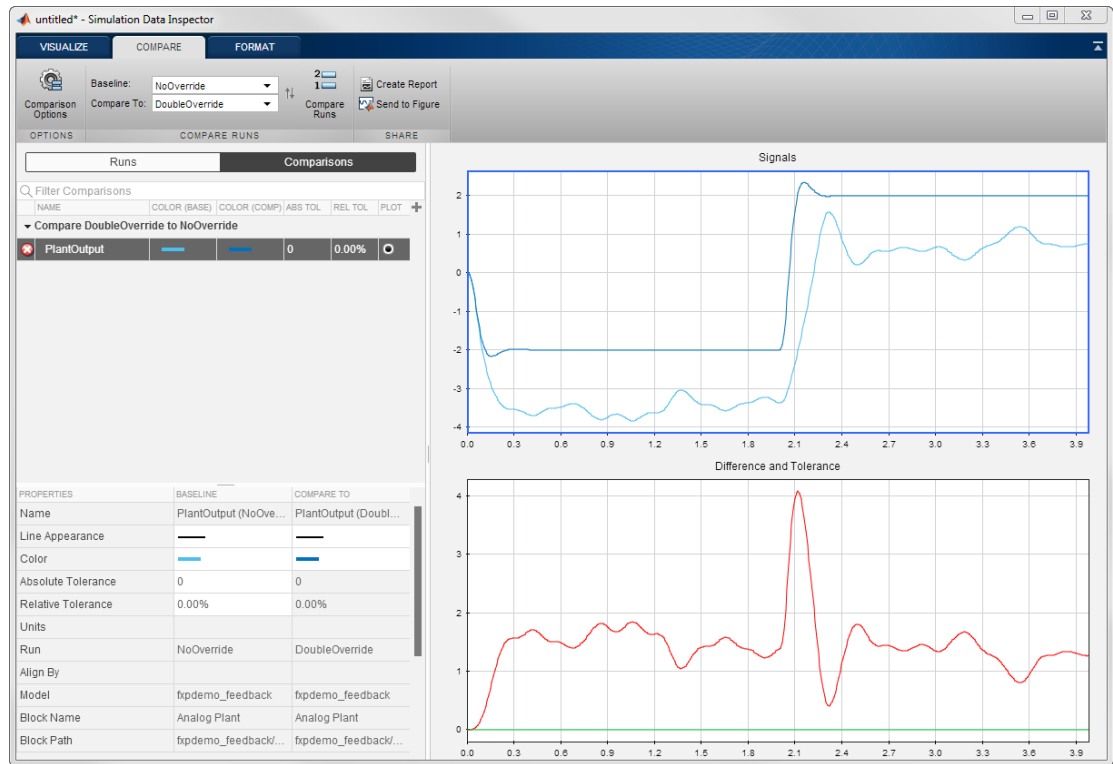 untitled* - Simulation Data Inspector
VISUALIZE COMPARE FORMAT
Baseline: NoOverride
Compare To: DoubleOverride
Comparison Options
2
1
Compare Runs
Create Report
Send to Figure
OPTIONS COMPARE RUNS SHARE
Runs Comparisons
Filter Comparisons
NAME COLOR (BASE) COLOR (COMP) ABS TOL REL TOL PLOT
Compare DoubleOverride to NoOverride
PlantOutput 0 0.00%
PROPERTIES BASELINE COMPARE TO
Name PlantOutput (NoOve... PlantOutput (Doubl...
Line Appearance
Color
Absolute Tolerance 0 0
Relative Tolerance 0.00% 0.00%
Units
Run NoOverride DoubleOverride
Align By
Model fxpdemo_feedback fxpdemo_feedback
Block Name Analog Plant Analog Plant
Block Path fxpdemo_feedback/... fxpdemo_feedback/...
Signals
2
1
0
-1
-2
-3
-4
0.0 0.3 0.6 0.9 1.2 1.5 1.8 2.1 2.4 2.7 3.0 3.3 3.6 3.9
Difference and Tolerance
4
3
2
1
0
0.0 0.3 0.6 0.9 1.2 1.5 1.8 2.1 2.4 2.7 3.0 3.3 3.6 3.9